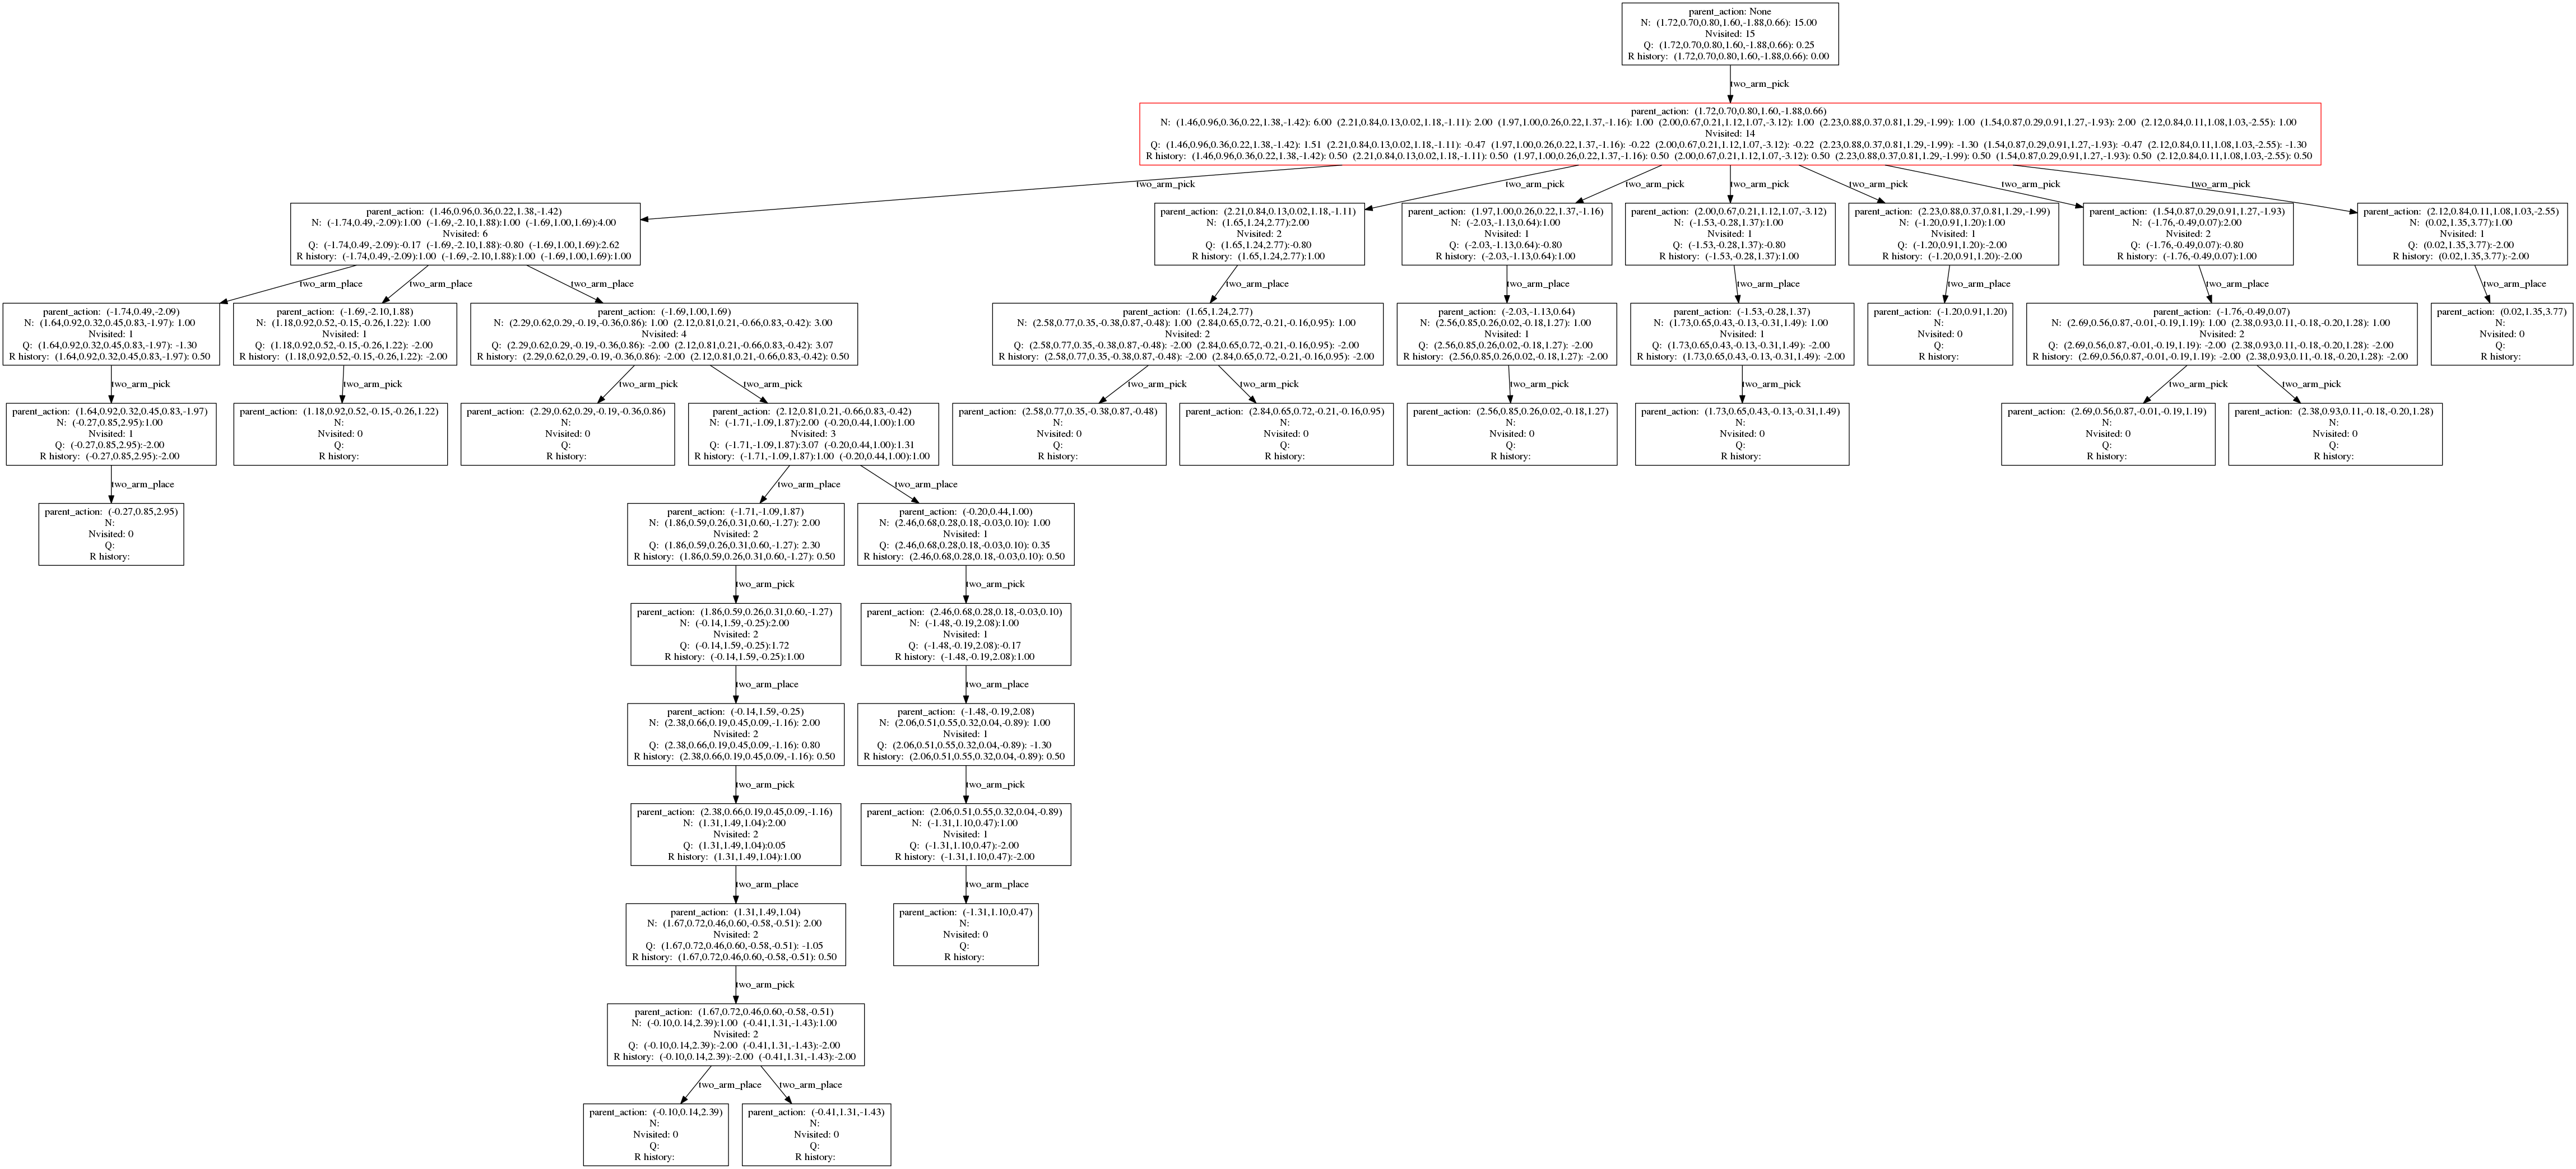 parent_action: None
N: (1.72,0.70,0.80,1.60,-1.88,0.66): 15.00
Nvisited: 15
Q: (1.72,0.70,0.80,1.60,-1.88,0.66): 0.25
R history: (1.72,0.70,0.80,1.60,-1.88,0.66): 0.00
two_arm_pick
parent_action: (1.72,0.70,0.80,1.60,-1.88,0.66)
N: (1.46,0.96,0.36,0.22,1.38,-1.42): 6.00 (2.21,0.84,0.13,0.02,1.18,-1.11): 2.00 (1.97,1.00,0.26,0.22,1.37,-1.16): 1.00 (2.00,0.67,0.21,1.12,1.07,-3.12): 1.00 (2.23,0.88,0.37,0.81,1.29,-1.99): 1.00 (1.54,0.87,0.29,0.91,1.27,-1.93): 2.00 (2.12,0.84,0.11,1.08,1.03,-2.55): 1.00
Nvisited: 14
Q: (1.46,0.96,0.36,0.22,1.38,-1.42): 1.51 (2.21,0.84,0.13,0.02,1.18,-1.11): -0.47 (1.97,1.00,0.26,0.22,1.37,-1.16): -0.22 (2.00,0.67,0.21,1.12,1.07,-3.12): -0.22 (2.23,0.88,0.37,0.81,1.29,-1.99): -1.30 (1.54,0.87,0.29,0.91,1.27,-1.93): -0.47 (2.12,0.84,0.11,1.08,1.03,-2.55): -1.30
R history: (1.46,0.96,0.36,0.22,1.38,-1.42): 0.50 (2.21,0.84,0.13,0.02,1.18,-1.11): 0.50 (1.97,1.00,0.26,0.22,1.37,-1.16): 0.50 (2.00,0.67,0.21,1.12,1.07,-3.12): 0.50 (2.23,0.88,0.37,0.81,1.29,-1.99): 0.50 (1.54,0.87,0.29,0.91,1.27,-1.93): 0.50 (2.12,0.84,0.11,1.08,1.03,-2.55): 0.50
two_arm_pick
two_arm_pick
two_arm_pick
two_arm_pick
two_arm_pick
two_arm_pick
two_arm_pick
parent_action: (1.46,0.96,0.36,0.22,1.38,-1.42)
N: (-1.74,0.49,-2.09):1.00 (-1.69,-2.10,1.88):1.00 (-1.69,1.00,1.69):4.00
Nvisited: 6
Q: (-1.74,0.49,-2.09):-0.17 (-1.69,-2.10,1.88):-0.80 (-1.69,1.00,1.69):2.62
R history: (-1.74,0.49,-2.09):1.00 (-1.69,-2.10,1.88):1.00 (-1.69,1.00,1.69):1.00
parent_action: (2.21,0.84,0.13,0.02,1.18,-1.11)
N: (1.65,1.24,2.77):2.00
Nvisited: 2
Q: (1.65,1.24,2.77):-0.80
R history: (1.65,1.24,2.77):1.00
parent_action: (1.97,1.00,0.26,0.22,1.37,-1.16)
N: (-2.03,-1.13,0.64):1.00
Nvisited: 1
Q: (-2.03,-1.13,0.64):-0.80
R history: (-2.03,-1.13,0.64):1.00
parent_action: (2.00,0.67,0.21,1.12,1.07,-3.12)
N: (-1.53,-0.28,1.37):1.00
Nvisited: 1
Q: (-1.53,-0.28,1.37):-0.80
R history: (-1.53,-0.28,1.37):1.00
parent_action: (2.23,0.88,0.37,0.81,1.29,-1.99)
N: (-1.20,0.91,1.20):1.00
Nvisited: 1
Q: (-1.20,0.91,1.20):-2.00
R history: (-1.20,0.91,1.20):-2.00
parent_action: (1.54,0.87,0.29,0.91,1.27,-1.93)
N: (-1.76,-0.49,0.07):2.00
Nvisited: 2
Q: (-1.76,-0.49,0.07):-0.80
R history: (-1.76,-0.49,0.07):1.00
parent_action: (2.12,0.84,0.11,1.08,1.03,-2.55)
N: (0.02,1.35,3.77):1.00
Nvisited: 1
Q: (0.02,1.35,3.77):-2.00
R history: (0.02,1.35,3.77):-2.00
two_arm_place
two_arm_place
two_arm_place
two_arm_place
two_arm_place
two_arm_place
two_arm_place
two_arm_place
two_arm_place
parent_action: (-1.74,0.49,-2.09)
N: (1.64,0.92,0.32,0.45,0.83,-1.97): 1.00
Nvisited: 1
Q: (1.64,0.92,0.32,0.45,0.83,-1.97): -1.30
R history: (1.64,0.92,0.32,0.45,0.83,-1.97): 0.50
parent_action: (-1.69,-2.10,1.88)
N: (1.18,0.92,0.52,-0.15,-0.26,1.22): 1.00
Nvisited: 1
Q: (1.18,0.92,0.52,-0.15,-0.26,1.22): -2.00
R history: (1.18,0.92,0.52,-0.15,-0.26,1.22): -2.00
parent_action: (-1.69,1.00,1.69)
N: (2.29,0.62,0.29,-0.19,-0.36,0.86): 1.00 (2.12,0.81,0.21,-0.66,0.83,-0.42): 3.00
Nvisited: 4
Q: (2.29,0.62,0.29,-0.19,-0.36,0.86): -2.00 (2.12,0.81,0.21,-0.66,0.83,-0.42): 3.07
R history: (2.29,0.62,0.29,-0.19,-0.36,0.86): -2.00 (2.12,0.81,0.21,-0.66,0.83,-0.42): 0.50
parent_action: (1.65,1.24,2.77)
N: (2.58,0.77,0.35,-0.38,0.87,-0.48): 1.00 (2.84,0.65,0.72,-0.21,-0.16,0.95): 1.00
Nvisited: 2
Q: (2.58,0.77,0.35,-0.38,0.87,-0.48): -2.00 (2.84,0.65,0.72,-0.21,-0.16,0.95): -2.00
R history: (2.58,0.77,0.35,-0.38,0.87,-0.48): -2.00 (2.84,0.65,0.72,-0.21,-0.16,0.95): -2.00
parent_action: (-2.03,-1.13,0.64)
N: (2.56,0.85,0.26,0.02,-0.18,1.27): 1.00
Nvisited: 1
Q: (2.56,0.85,0.26,0.02,-0.18,1.27): -2.00
R history: (2.56,0.85,0.26,0.02,-0.18,1.27): -2.00
parent_action: (-1.53,-0.28,1.37)
N: (1.73,0.65,0.43,-0.13,-0.31,1.49): 1.00
Nvisited: 1
Q: (1.73,0.65,0.43,-0.13,-0.31,1.49): -2.00
R history: (1.73,0.65,0.43,-0.13,-0.31,1.49): -2.00
parent_action: (-1.20,0.91,1.20)
N:
Nvisited: 0
Q:
R history:
parent_action: (-1.76,-0.49,0.07)
N: (2.69,0.56,0.87,-0.01,-0.19,1.19): 1.00 (2.38,0.93,0.11,-0.18,-0.20,1.28): 1.00
Nvisited: 2
Q: (2.69,0.56,0.87,-0.01,-0.19,1.19): -2.00 (2.38,0.93,0.11,-0.18,-0.20,1.28): -2.00
R history: (2.69,0.56,0.87,-0.01,-0.19,1.19): -2.00 (2.38,0.93,0.11,-0.18,-0.20,1.28): -2.00
parent_action: (0.02,1.35,3.77)
N:
Nvisited: 0
Q:
R history:
two_arm_pick
two_arm_pick
two_arm_pick
two_arm_pick
two_arm_pick
two_arm_pick
two_arm_pick
two_arm_pick
two_arm_pick
two_arm_pick
parent_action: (1.64,0.92,0.32,0.45,0.83,-1.97)
N: (-0.27,0.85,2.95):1.00
Nvisited: 1
Q: (-0.27,0.85,2.95):-2.00
R history: (-0.27,0.85,2.95):-2.00
parent_action: (1.18,0.92,0.52,-0.15,-0.26,1.22)
N:
Nvisited: 0
Q:
R history:
parent_action: (2.29,0.62,0.29,-0.19,-0.36,0.86)
N:
Nvisited: 0
Q:
R history:
parent_action: (2.12,0.81,0.21,-0.66,0.83,-0.42)
N: (-1.71,-1.09,1.87):2.00 (-0.20,0.44,1.00):1.00
Nvisited: 3
Q: (-1.71,-1.09,1.87):3.07 (-0.20,0.44,1.00):1.31
R history: (-1.71,-1.09,1.87):1.00 (-0.20,0.44,1.00):1.00
parent_action: (2.58,0.77,0.35,-0.38,0.87,-0.48)
N:
Nvisited: 0
Q:
R history:
parent_action: (2.84,0.65,0.72,-0.21,-0.16,0.95)
N:
Nvisited: 0
Q:
R history:
parent_action: (2.56,0.85,0.26,0.02,-0.18,1.27)
N:
Nvisited: 0
Q:
R history:
parent_action: (1.73,0.65,0.43,-0.13,-0.31,1.49)
N:
Nvisited: 0
Q:
R history:
parent_action: (2.69,0.56,0.87,-0.01,-0.19,1.19)
N:
Nvisited: 0
Q:
R history:
parent_action: (2.38,0.93,0.11,-0.18,-0.20,1.28)
N:
Nvisited: 0
Q:
R history:
two_arm_place
two_arm_place
two_arm_place
parent_action: (-0.27,0.85,2.95)
N:
Nvisited: 0
Q:
R history:
parent_action: (-1.71,-1.09,1.87)
N: (1.86,0.59,0.26,0.31,0.60,-1.27): 2.00
Nvisited: 2
Q: (1.86,0.59,0.26,0.31,0.60,-1.27): 2.30
R history: (1.86,0.59,0.26,0.31,0.60,-1.27): 0.50
parent_action: (-0.20,0.44,1.00)
N: (2.46,0.68,0.28,0.18,-0.03,0.10): 1.00
Nvisited: 1
Q: (2.46,0.68,0.28,0.18,-0.03,0.10): 0.35
R history: (2.46,0.68,0.28,0.18,-0.03,0.10): 0.50
two_arm_pick
two_arm_pick
parent_action: (1.86,0.59,0.26,0.31,0.60,-1.27)
N: (-0.14,1.59,-0.25):2.00
Nvisited: 2
Q: (-0.14,1.59,-0.25):1.72
R history: (-0.14,1.59,-0.25):1.00
parent_action: (2.46,0.68,0.28,0.18,-0.03,0.10)
N: (-1.48,-0.19,2.08):1.00
Nvisited: 1
Q: (-1.48,-0.19,2.08):-0.17
R history: (-1.48,-0.19,2.08):1.00
two_arm_place
two_arm_place
parent_action: (-0.14,1.59,-0.25)
N: (2.38,0.66,0.19,0.45,0.09,-1.16): 2.00
Nvisited: 2
Q: (2.38,0.66,0.19,0.45,0.09,-1.16): 0.80
R history: (2.38,0.66,0.19,0.45,0.09,-1.16): 0.50
parent_action: (-1.48,-0.19,2.08)
N: (2.06,0.51,0.55,0.32,0.04,-0.89): 1.00
Nvisited: 1
Q: (2.06,0.51,0.55,0.32,0.04,-0.89): -1.30
R history: (2.06,0.51,0.55,0.32,0.04,-0.89): 0.50
two_arm_pick
two_arm_pick
parent_action: (2.38,0.66,0.19,0.45,0.09,-1.16)
N: (1.31,1.49,1.04):2.00
Nvisited: 2
Q: (1.31,1.49,1.04):0.05
R history: (1.31,1.49,1.04):1.00
parent_action: (2.06,0.51,0.55,0.32,0.04,-0.89)
N: (-1.31,1.10,0.47):1.00
Nvisited: 1
Q: (-1.31,1.10,0.47):-2.00
R history: (-1.31,1.10,0.47):-2.00
two_arm_place
two_arm_place
parent_action: (1.31,1.49,1.04)
N: (1.67,0.72,0.46,0.60,-0.58,-0.51): 2.00
Nvisited: 2
Q: (1.67,0.72,0.46,0.60,-0.58,-0.51): -1.05
R history: (1.67,0.72,0.46,0.60,-0.58,-0.51): 0.50
parent_action: (-1.31,1.10,0.47)
N:
Nvisited: 0
Q:
R history:
two_arm_pick
parent_action: (1.67,0.72,0.46,0.60,-0.58,-0.51)
N: (-0.10,0.14,2.39):1.00 (-0.41,1.31,-1.43):1.00
Nvisited: 2
Q: (-0.10,0.14,2.39):-2.00 (-0.41,1.31,-1.43):-2.00
R history: (-0.10,0.14,2.39):-2.00 (-0.41,1.31,-1.43):-2.00
two_arm_place
two_arm_place
parent_action: (-0.10,0.14,2.39)
N:
Nvisited: 0
Q:
R history:
parent_action: (-0.41,1.31,-1.43)
N:
Nvisited: 0
Q:
R history: